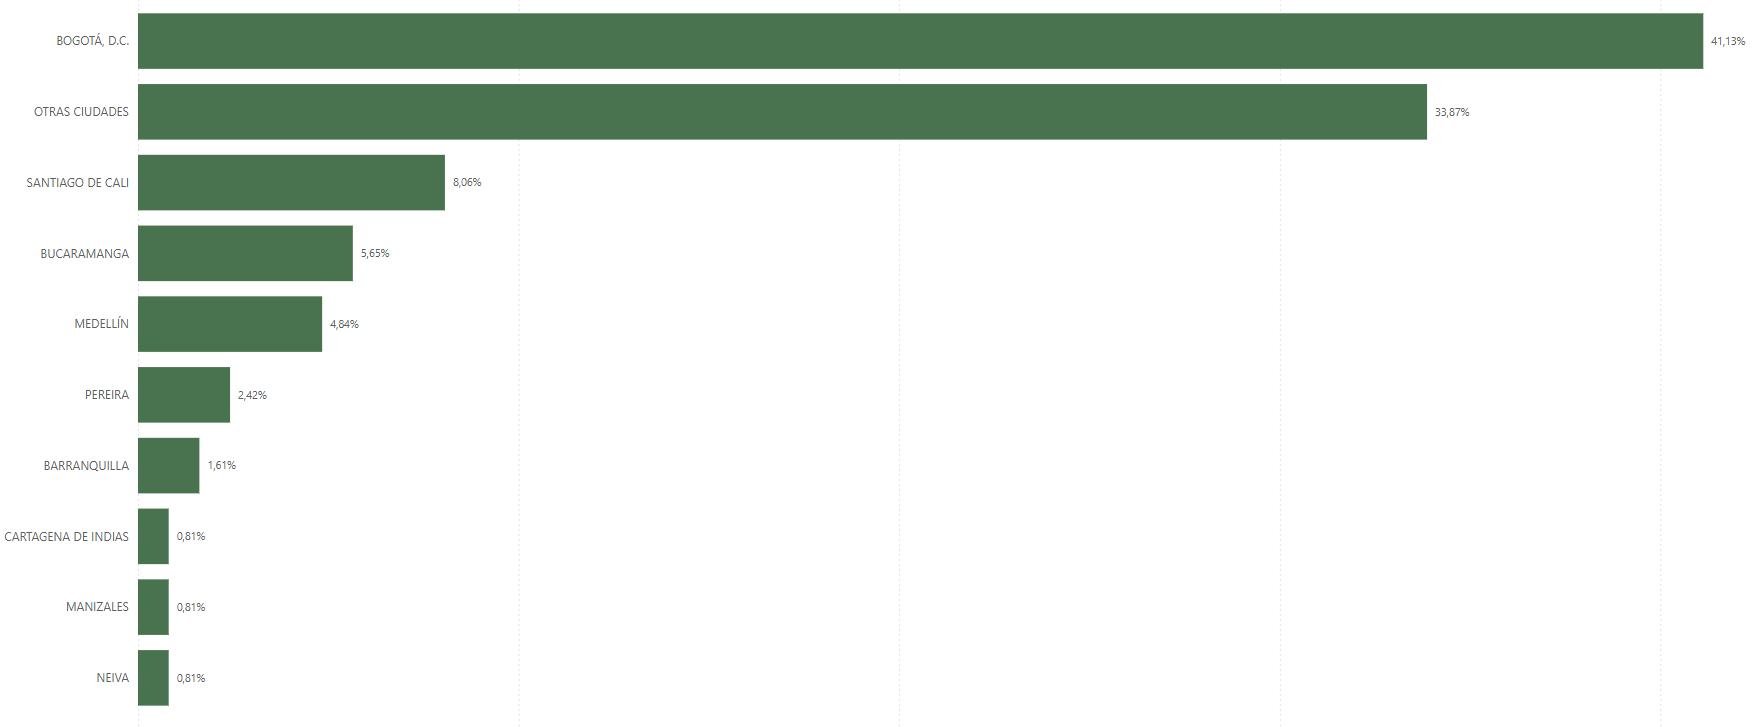 BOGOTÁ, D.C. 41,13%
OTRAS CIUDADES 33,87%
SANTIAGO DE CALI 8,06%
BUCARAMANGA 5,65%
MEDELLÍN 4,84%
PEREIRA 2,42%
BARRANQUILLA 1,61%
CARTAGENA DE INDIAS 0,81%
MANIZALES 0,81%
NEIVA 0,81%